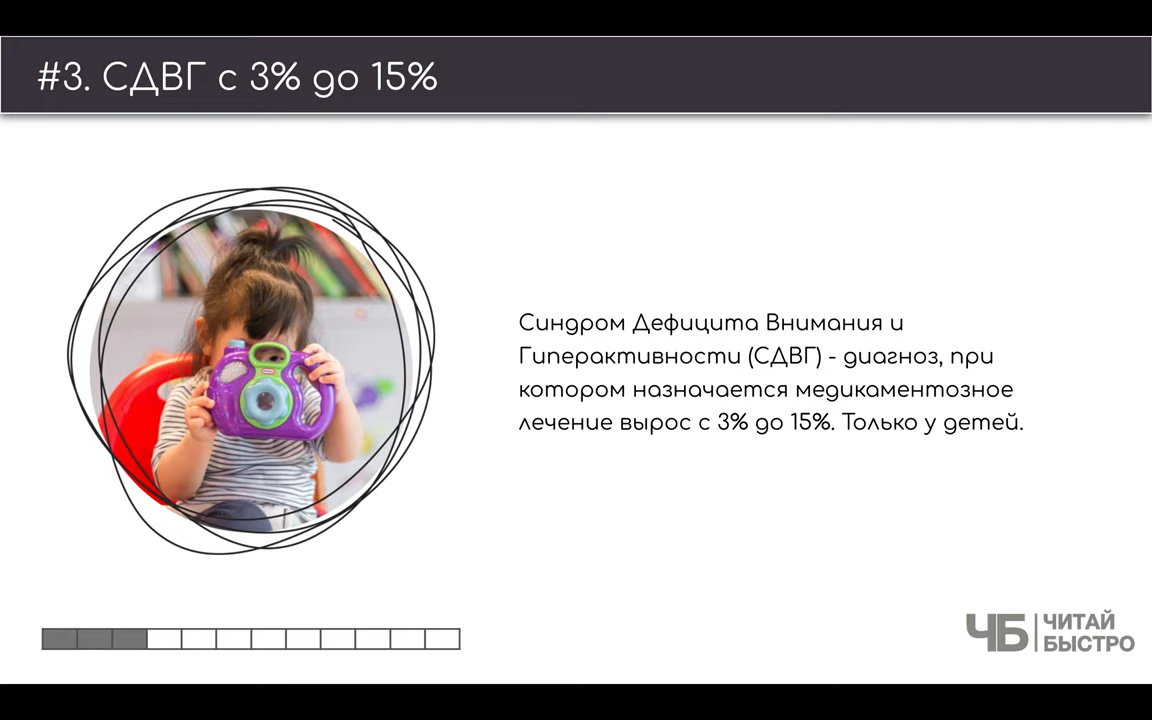 #3. СДВГ с 3% до 15%
Синдром Дефицита Внимания и
Гиперактивности (СДВГ) - диагноз, при
котором назначается медикаментозное
лечение вырос с 3% до 15%. Только у детей.
ЧБ
ЧИТАЙ
БЫСТРО